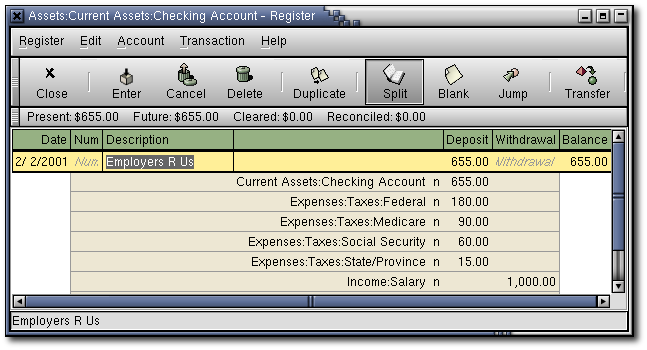 Assets:Current Assets:Checking Account - Register
Register Edit Account Transaction Help
Close Enter Cancel Delete Duplicate Split Blank Jump Transfer
Present: $655.00 Future: $655.00 Cleared: $0.00 Reconciled: $0.00
Date Num Description Deposit Withdrawal Balance
2/ 2/2001 Num Employers R Us 655.00 Withdrawal 655.00
Current Assets:Checking Account n 655.00
Expenses:Taxes:Federal n 180.00
Expenses:Taxes:Medicare n 90.00
Expenses:Taxes:Social Security n 60.00
Expenses:Taxes:State/Province n 15.00
Income:Salary n 1,000.00
Employers R Us